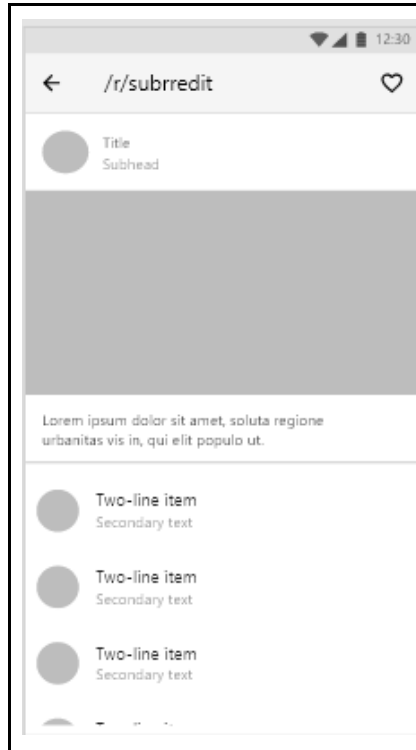 12:30
/r/subrredit
Title
Subhead
Lorem ipsum dolor sit amet, soluta regione
urbanitas vis in, qui elit populo ut.
Two-line item
Secondary text
Two-line item
Secondary text
Two-line item
Secondary text